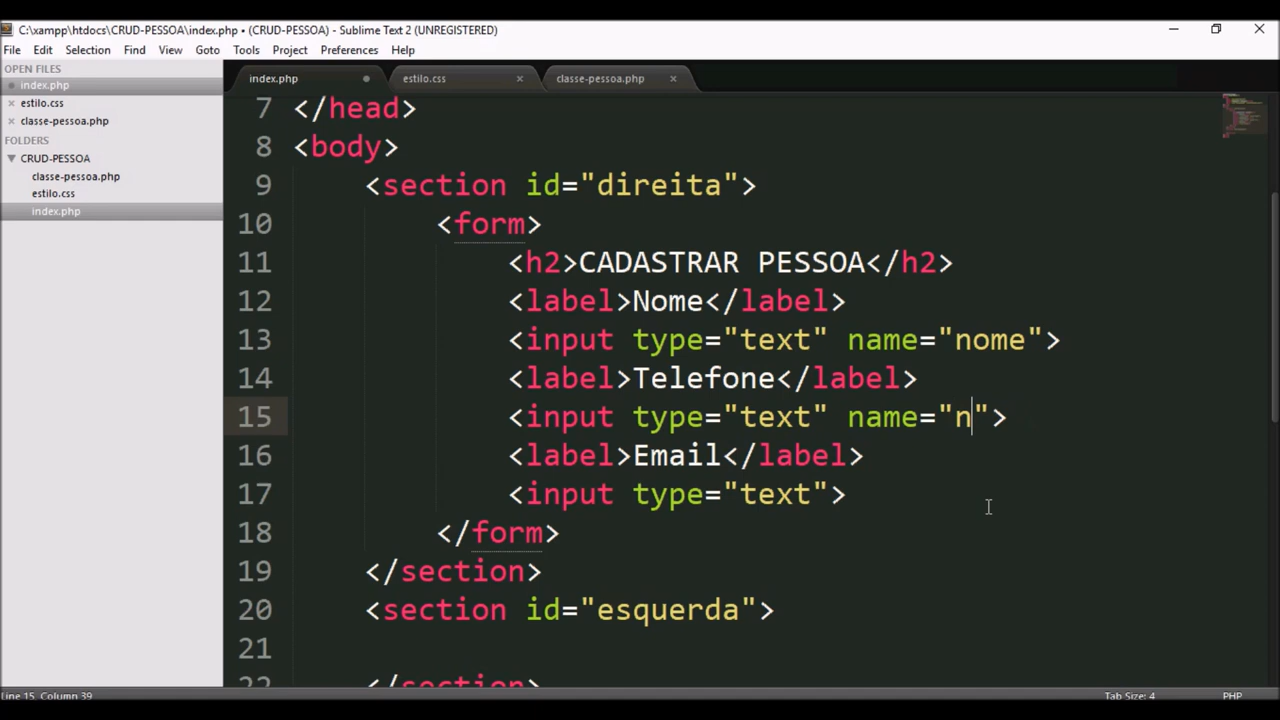 C:\xampp\htdocs\CRUD-PESSOA\index.php • (CRUD-PESSOA) - Sublime Text 2 (UNREGISTERED)
File Edit Selection Find View Goto Tools Project Preferences Help
OPEN FILES
index.php
estilo.css
classe-pessoa.php
FOLDERS
CRUD-PESSOA
classe-pessoa.php
estilo.css
index.php
index.php estilo.css × classe-pessoa.php ×
7 </head>
8 <body>
9 <section id="direita">
10 <form>
11 <h2>CADASTRAR PESSOA</h2>
12 <label>Nome</label>
13 <input type="text" name="nome">
14 <label>Telefone</label>
15 <input type="text" name="n">
16 <label>Email</label>
17 <input type="text">
18 </form>
19 </section>
20 <section id="esquerda">
21
22 </section>
Line 15, Column 39 Tab Size: 4 PHP